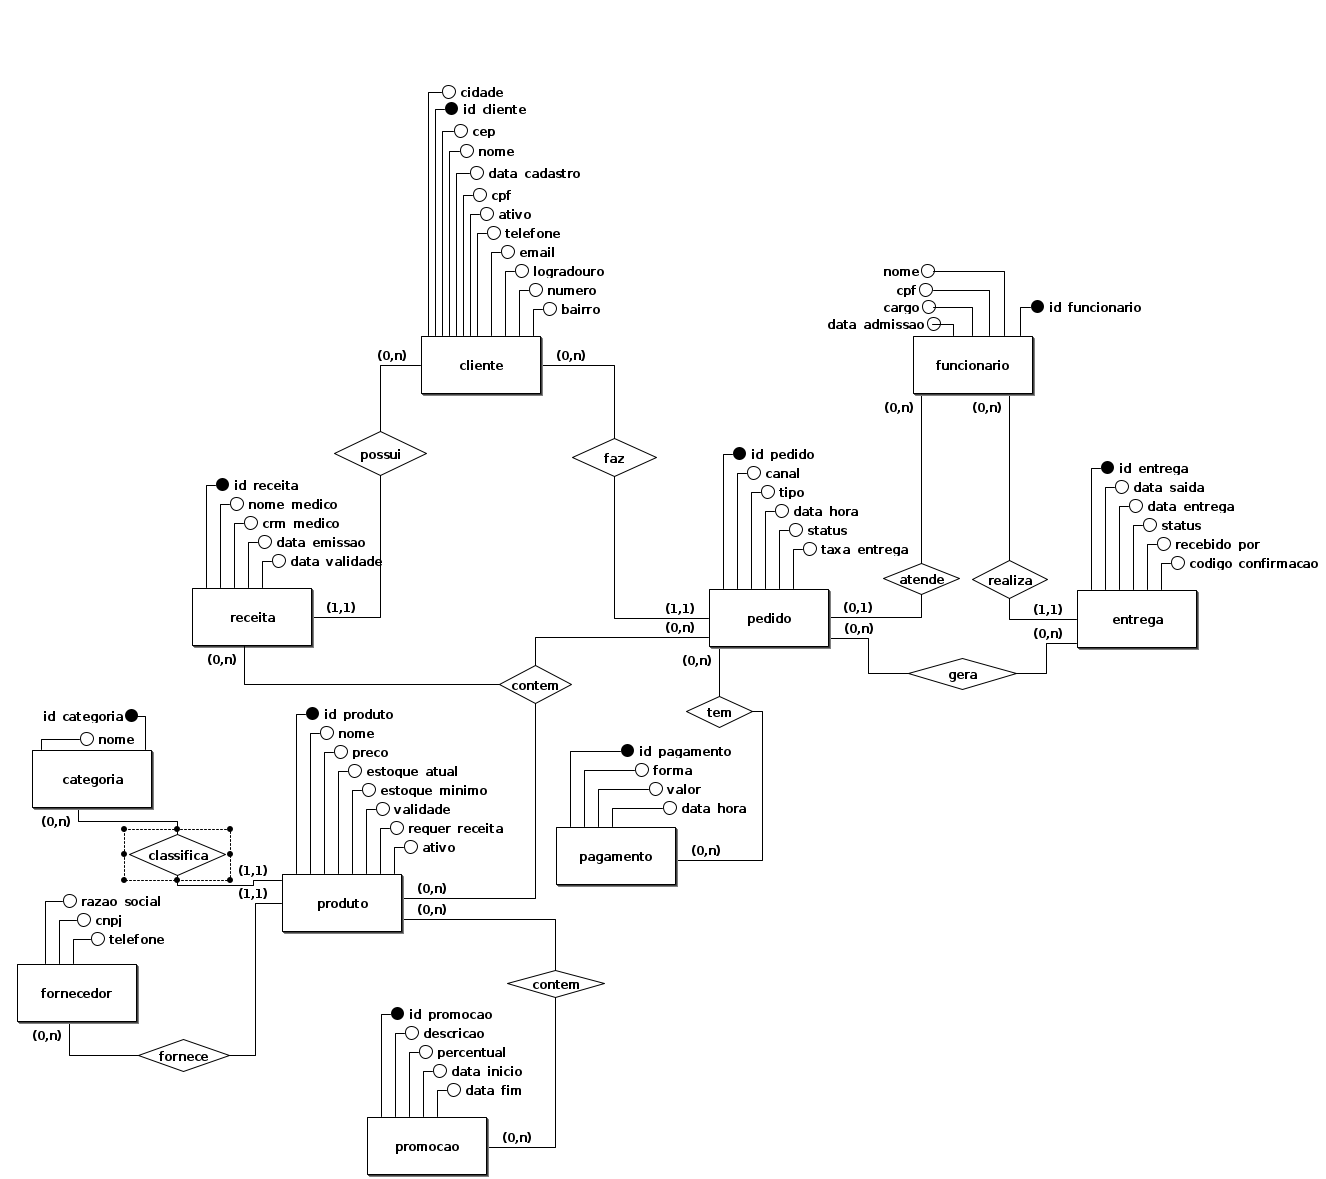 cidade
id cliente
cep
nome
data cadastro
cpf
ativo
telefone
email
logradouro
numero
bairro
(0,n)
cliente
(0,n)
nome
cpf
cargo
data admissao
id funcionario
funcionario
(0,n)
(0,n)
possui
faz
id receita
nome medico
crm medico
data emissao
data validade
receita
(1,1)
(0,n)
id pedido
canal
tipo
data hora
status
taxa entrega
(1,1)
(0,n)
pedido
(0,1)
(0,n)
(0,n)
atende
realiza
id entrega
data saida
data entrega
status
recebido por
codigo confirmacao
(1,1)
(0,n)
entrega
gera
contem
tem
id pagamento
forma
valor
data hora
pagamento
(0,n)
id categoria
nome
categoria
(0,n)
classifica
(1,1)
(1,1)
id produto
nome
preco
estoque atual
estoque minimo
validade
requer receita
ativo
produto
(0,n)
(0,n)
razao social
cnpj
telefone
fornecedor
(0,n)
fornece
contem
id promocao
descricao
percentual
data inicio
data fim
promocao
(0,n)